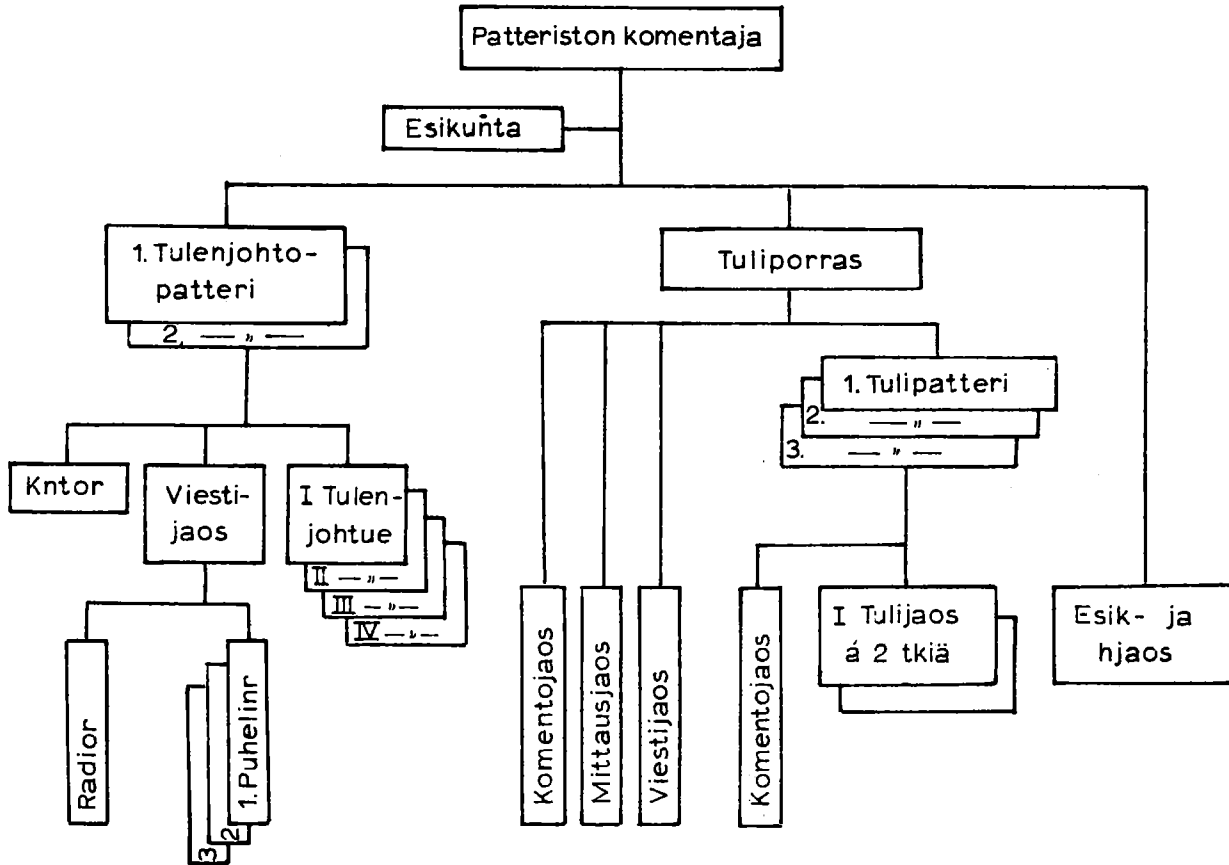 Patteriston komentaja
Esikunta
1. Tulenjohto-
patteri
2. — „ —
Tuliporras
1. Tulipatteri
2. — „ —
3. — „ —
Kntor
Viesti-
jaos
I Tulen-
johtue
II — „ —
III — „ —
IV — „ —
Radior
1. Puhelinr
2
3
Komentojaos
Mittausjaos
Viestijaos
Komentojaos
I Tulijaos
á 2 tkiä
Esik- ja
hjaos